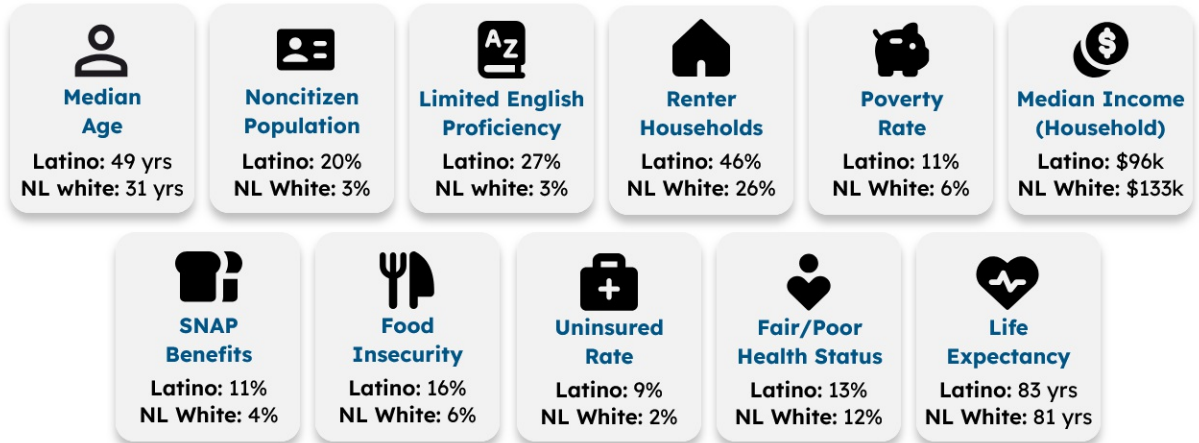 Median
Age
Latino: 49 yrs
NL white: 31 yrs
Noncitizen
Population
Latino: 20%
NL White: 3%
AZ
Limited English
Proficiency
Latino: 27%
NL white: 3%
Renter
Households
Latino: 46%
NL White: 26%
Poverty
Rate
Latino: 11%
NL White: 6%
$
Median Income
(Household)
Latino: $96k
NL White: $133k
SNAP
Benefits
Latino: 11%
NL White: 4%
Food
Insecurity
Latino: 16%
NL White: 6%
Uninsured
Rate
Latino: 9%
NL White: 2%
Fair/Poor
Health Status
Latino: 13%
NL White: 12%
Life
Expectancy
Latino: 83 yrs
NL White: 81 yrs